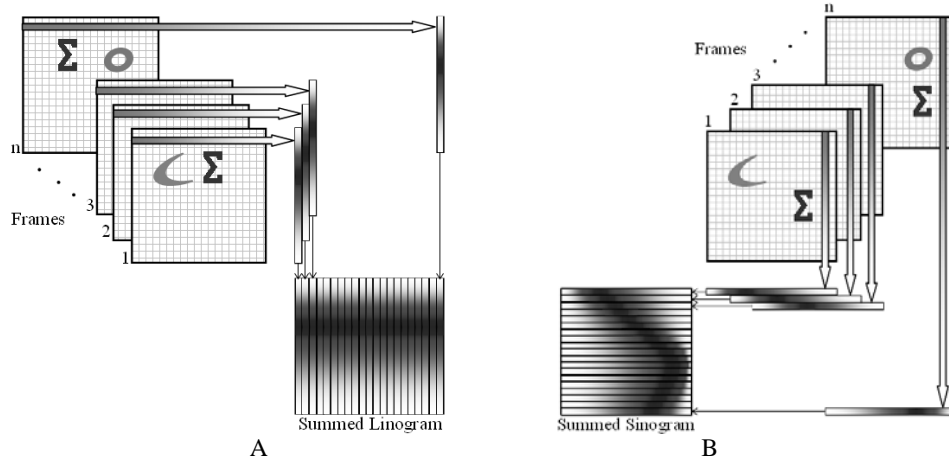 Σ
n
Frames
3
2
1
Σ
Summed Linogram
A
n
Frames
3
2
1
Σ
Σ
Summed Sinogram
B